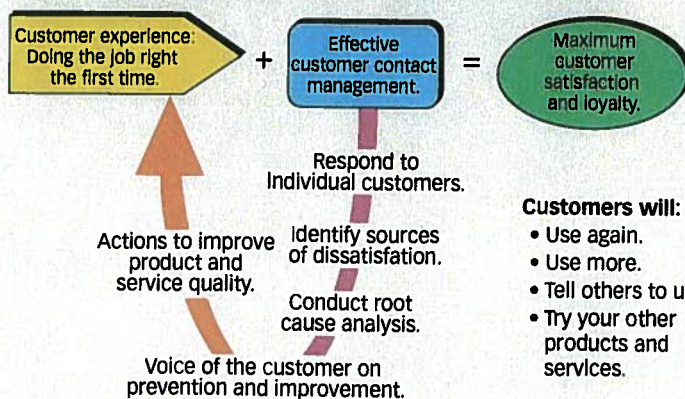 Customer experience:
Doing the job right
the first time.
+
Effective
customer contact
management.
=
Maximum
customer
satisfaction
and loyalty.
Respond to
individual customers.
Identify sources
of dissatisfation.
Conduct root
cause analysis.
Voice of the customer on
prevention and improvement.
Actions to improve
product and
service quality.
Customers will:
• Use again.
• Use more.
• Tell others to
• Try your other
products and
services.